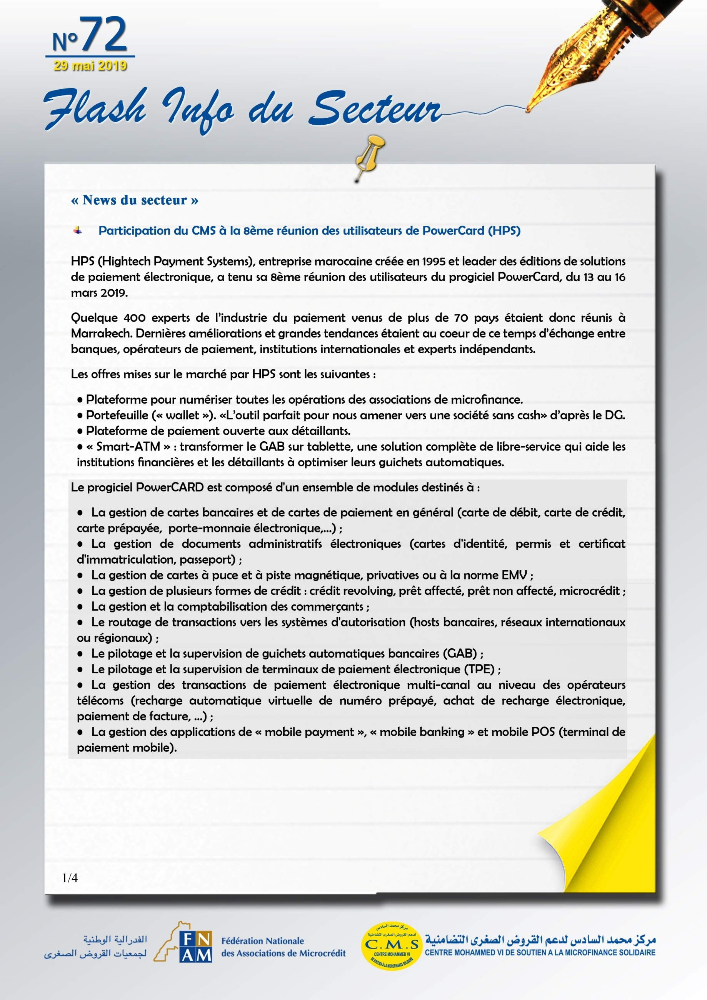 N°72
29 mai 2019
Flash Info du Secteur
« News du secteur »
Participation du CMS à la 8ème réunion des utilisateurs de PowerCard (HPS)
HPS (Hightech Payment Systems), entreprise marocaine créée en 1995 et leader des éditions de solutions
de paiement électronique, a tenu sa 8ème réunion des utilisateurs du progiciel PowerCard, du 13 au 16
mars 2019.
Quelque 400 experts de l’industrie du paiement venus de plus de 70 pays étaient donc réunis à
Marrakech. Dernières améliorations et grandes tendances étaient au coeur de ce temps d’échange entre
banques, opérateurs de paiement, institutions internationales et experts indépendants.
Les offres mises sur le marché par HPS sont les suivantes :
• Plateforme pour numériser toutes les opérations des associations de microfinance.
• Portefeuille (« wallet »). «L’outil parfait pour nous amener vers une société sans cash» d’après le DG.
• Plateforme de paiement ouverte aux détaillants.
• « Smart-ATM » : transformer le GAB sur tablette, une solution complète de libre-service qui aide les
institutions financières et les détaillants à optimiser leurs guichets automatiques.
Le progiciel PowerCARD est composé d'un ensemble de modules destinés à :
• La gestion de cartes bancaires et de cartes de paiement en général (carte de débit, carte de crédit,
carte prépayée, porte-monnaie électronique,...) ;
• La gestion de documents administratifs électroniques (cartes d'identité, permis et certificat
d'immatriculation, passeport) ;
• La gestion de cartes à puce et à piste magnétique, privatives ou à la norme EMV ;
• La gestion de plusieurs formes de crédit : crédit revolving, prêt affecté, prêt non affecté, microcrédit ;
• La gestion et la comptabilisation des commerçants ;
• Le routage de transactions vers les systèmes d'autorisation (hosts bancaires, réseaux internationaux
ou régionaux) ;
• Le pilotage et la supervision de guichets automatiques bancaires (GAB) ;
• Le pilotage et la supervision de terminaux de paiement électronique (TPE) ;
• La gestion des transactions de paiement électronique multi-canal au niveau des opérateurs
télécoms (recharge automatique virtuelle de numéro prépayé, achat de recharge électronique,
paiement de facture, ...) ;
• La gestion des applications de « mobile payment », « mobile banking » et mobile POS (terminal de
paiement mobile).
1/4
الفدرالية الوطنية
لجمعيات القروض الصغرى
FN
AM
Fédération Nationale
des Associations de Microcrédit
مركز محمد السادس
لدعم القروض الصغرى التضامنية
C.M.S
CENTRE MOHAMMED VI
DE SOUTIEN À LA MICROFINANCE SOLIDAIRE
مركز محمد السادس لدعم القروض الصغرى التضامنية
CENTRE MOHAMMED VI DE SOUTIEN A LA MICROFINANCE SOLIDAIRE